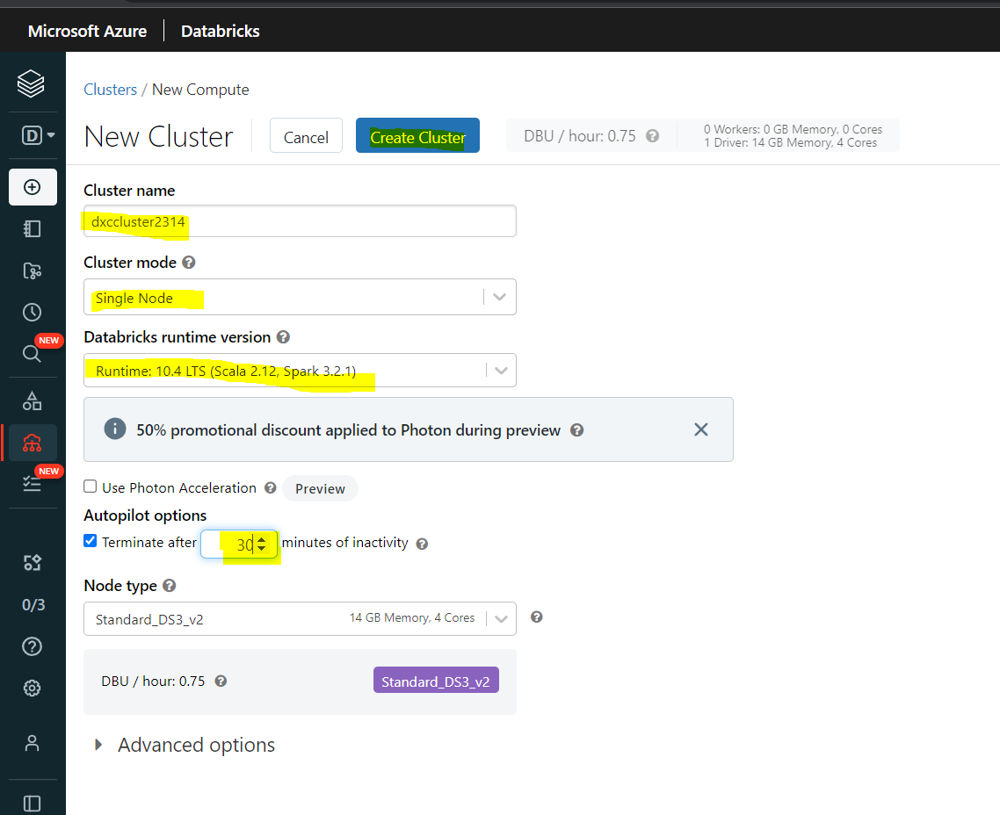 Microsoft Azure | Databricks
Clusters / New Compute
New Cluster
Cancel
Create Cluster
DBU / hour: 0.75
0 Workers: 0 GB Memory, 0 Cores
1 Driver: 14 GB Memory, 4 Cores
D
Cluster name
dxccluster2314
Cluster mode
Single Node
Databricks runtime version
Runtime: 10.4 LTS (Scala 2.12, Spark 3.2.1)
NEW
50% promotional discount applied to Photon during preview
NEW
Use Photon Acceleration
Preview
Autopilot options
Terminate after 30 minutes of inactivity
Node type
0/3
Standard_DS3_v2
14 GB Memory, 4 Cores
DBU / hour: 0.75
Standard_DS3_v2
Advanced options